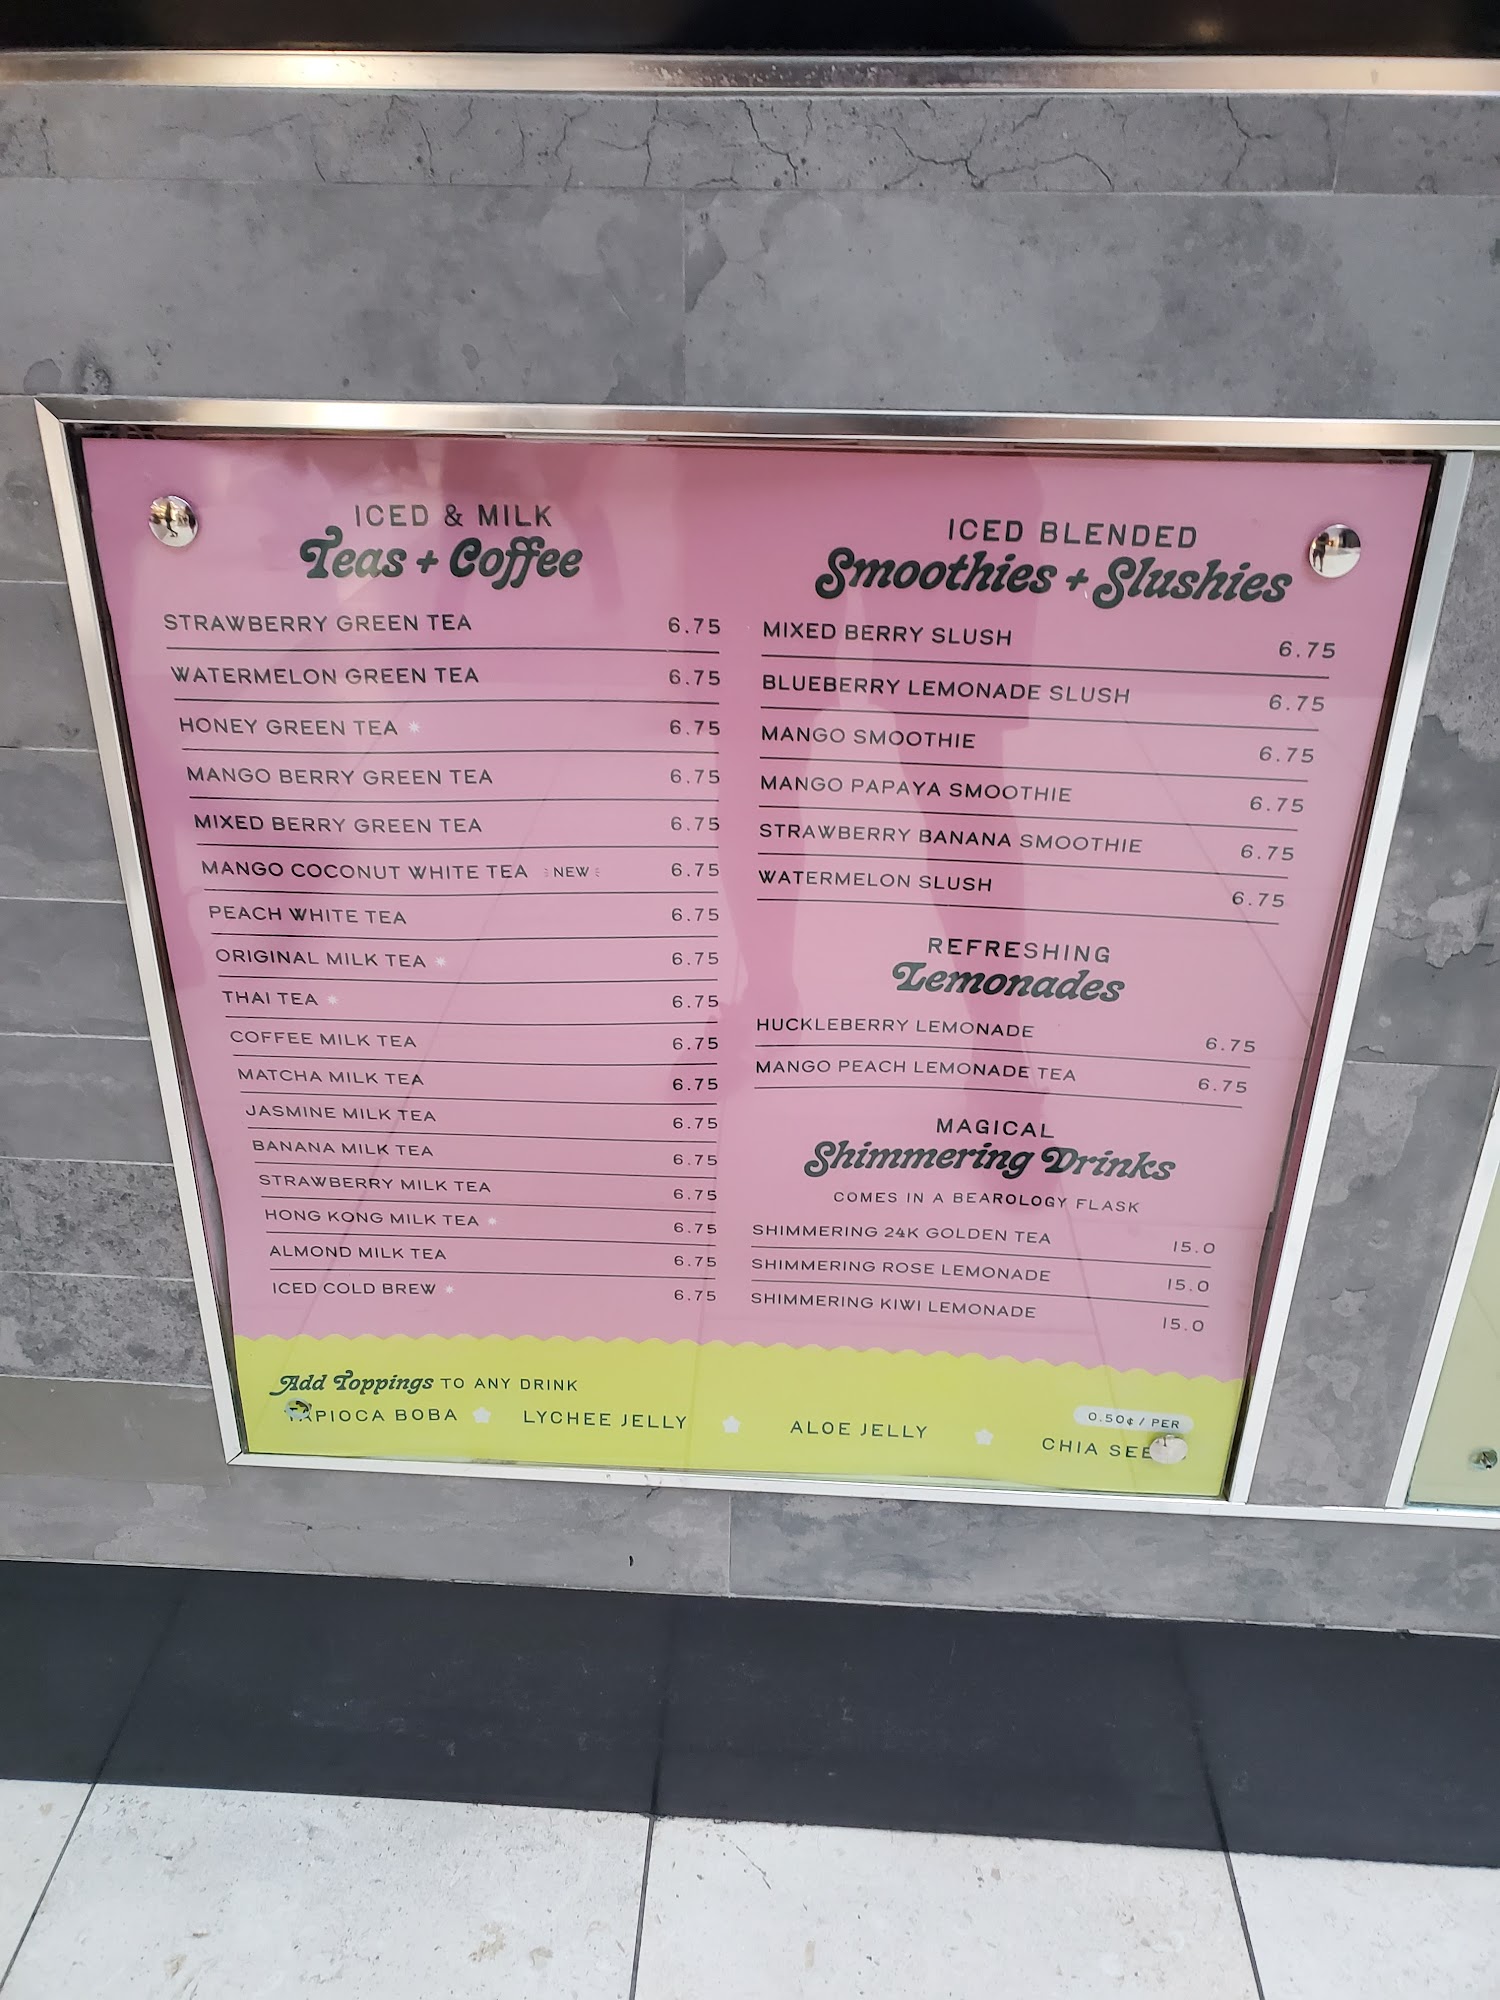 ICED & MILK
Teas + Coffee
STRAWBERRY GREEN TEA 6.75
WATERMELON GREEN TEA 6.75
HONEY GREEN TEA 6.75
MANGO BERRY GREEN TEA 6.75
MIXED BERRY GREEN TEA 6.75
MANGO COCONUT WHITE TEA NEW 6.75
PEACH WHITE TEA 6.75
ORIGINAL MILK TEA 6.75
THAI TEA 6.75
COFFEE MILK TEA 6.75
MATCHA MILK TEA 6.75
JASMINE MILK TEA 6.75
BANANA MILK TEA 6.75
STRAWBERRY MILK TEA 6.75
HONG KONG MILK TEA 6.75
ALMOND MILK TEA 6.75
ICED COLD BREW 6.75
ICED BLENDED
Smoothies + Slushies
MIXED BERRY SLUSH 6.75
BLUEBERRY LEMONADE SLUSH 6.75
MANGO SMOOTHIE 6.75
MANGO PAPAYA SMOOTHIE 6.75
STRAWBERRY BANANA SMOOTHIE 6.75
WATERMELON SLUSH 6.75
REFRESHING
Lemonades
HUCKLEBERRY LEMONADE 6.75
MANGO PEACH LEMONADE TEA 6.75
MAGICAL
Shimmering Drinks
COMES IN A BEAROLOGY FLASK
SHIMMERING 24K GOLDEN TEA 15.0
SHIMMERING ROSE LEMONADE 15.0
SHIMMERING KIWI LEMONADE 15.0
Add Toppings TO ANY DRINK
0.50¢ / PER
BOBA LYCHEE JELLY ALOE JELLY CHIA